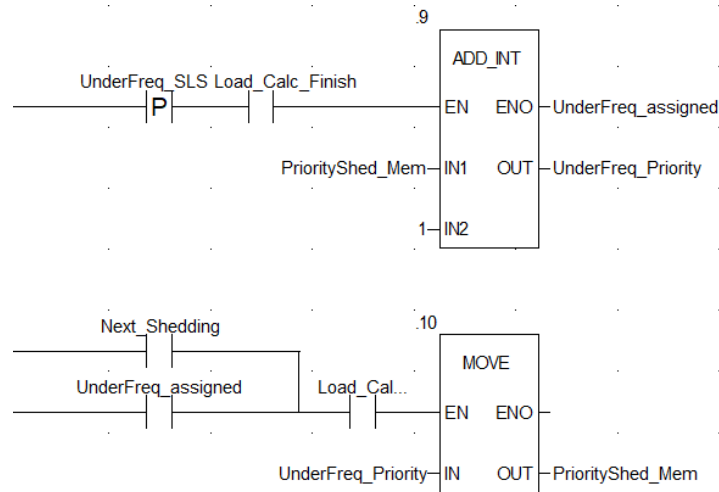 .9
ADD_INT
UnderFreq_SLS Load_Calc_Finish
P
EN ENO UnderFreq_assigned
PriorityShed_Mem IN1 OUT UnderFreq_Priority
1 IN2
Next_Shedding
.10
MOVE
UnderFreq_assigned Load_Cal...
EN ENO
UnderFreq_Priority IN OUT PriorityShed_Mem